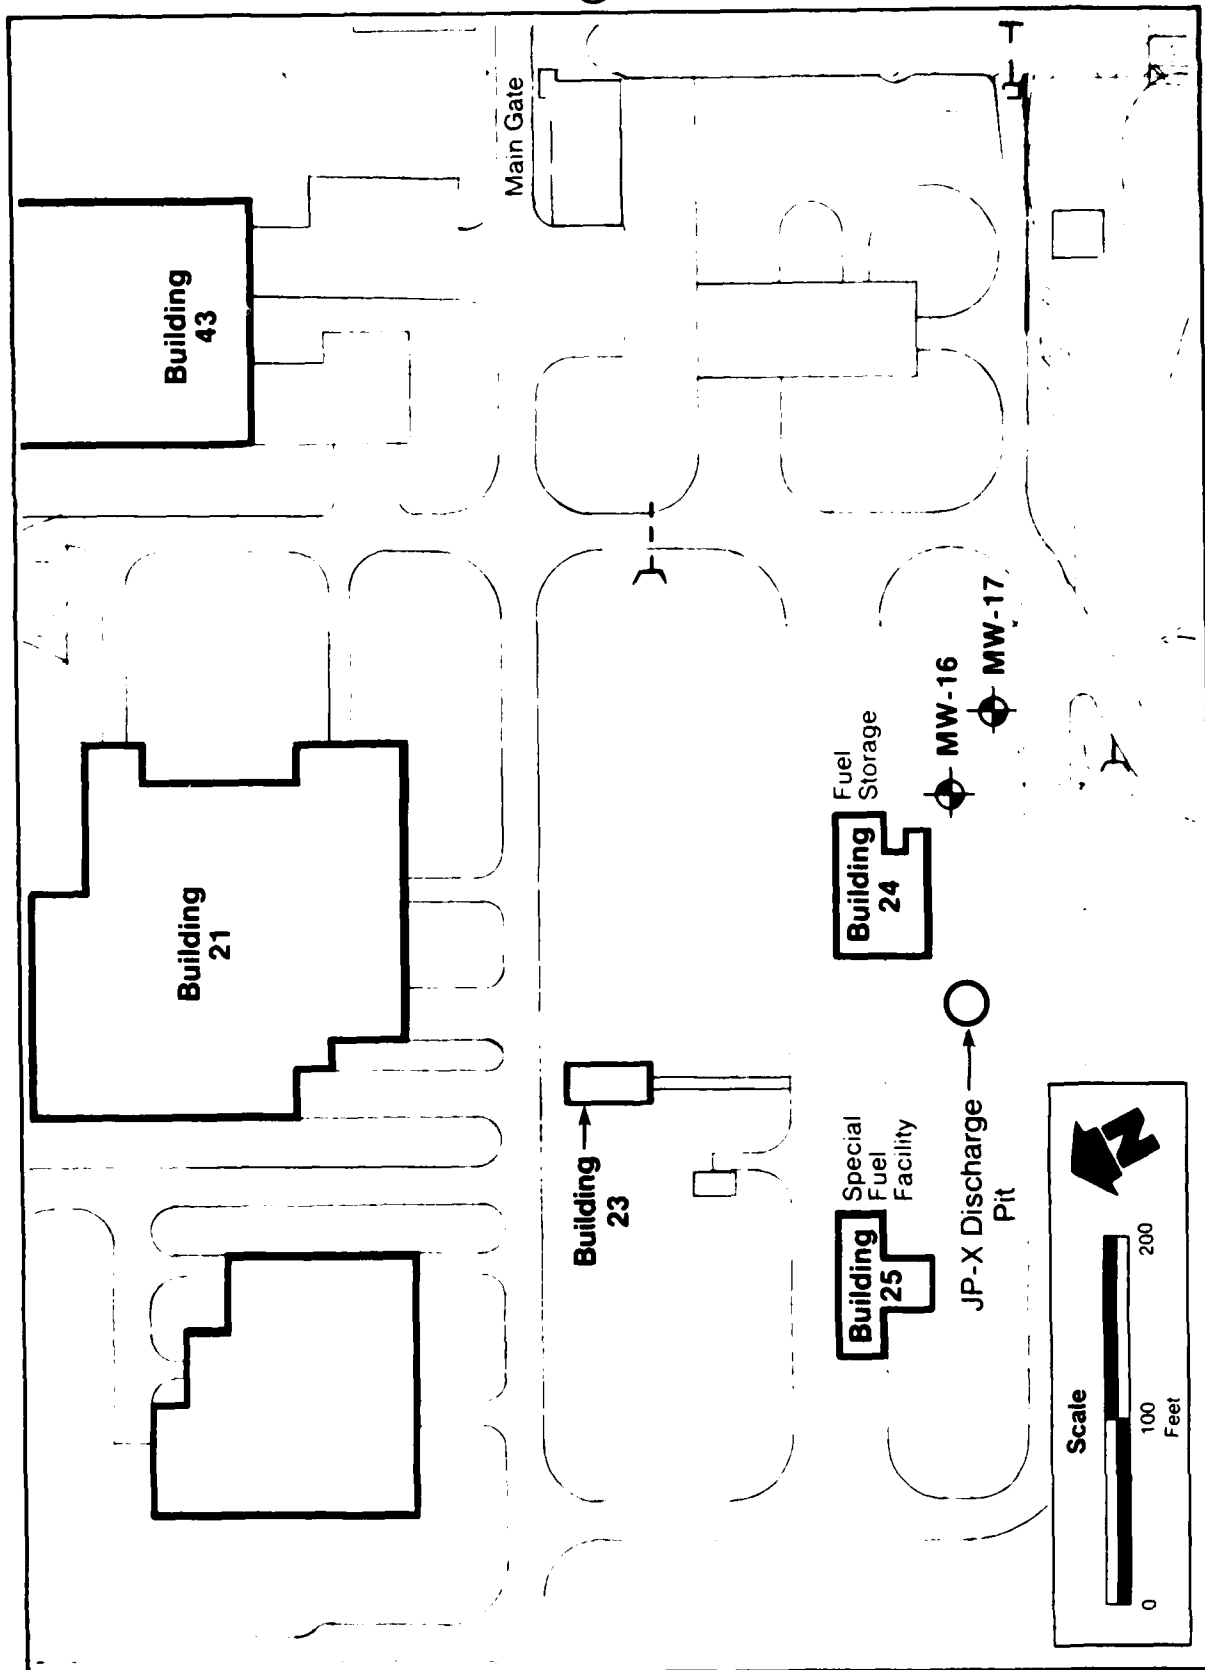 Main Gate
Building
43
Building
21
MW-17
MW-16
Fuel
Storage
Building
24
Building
23
Special
Fuel
Facility
Building
25
JP-X Discharge
Pit
N
Scale
0
100
200
Feet